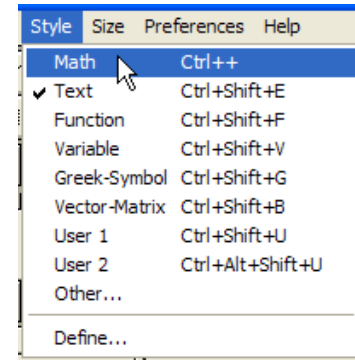 Style Size Preferences Help
Math Ctrl++
Text Ctrl+Shift+E
Function Ctrl+Shift+F
Variable Ctrl+Shift+V
Greek-Symbol Ctrl+Shift+G
Vector-Matrix Ctrl+Shift+B
User 1 Ctrl+Shift+U
User 2 Ctrl+Alt+Shift+U
Other...
Define...